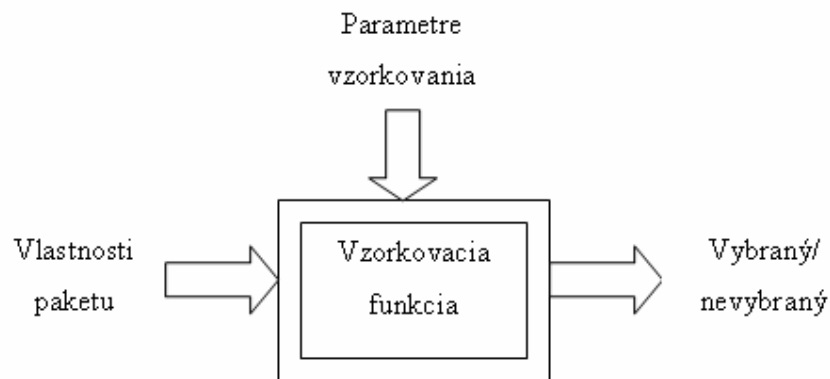 Parametre
vzorkovania
Vlastnosti
paketu
Vzorkovacia
funkcia
Vybraný/
nevybraný